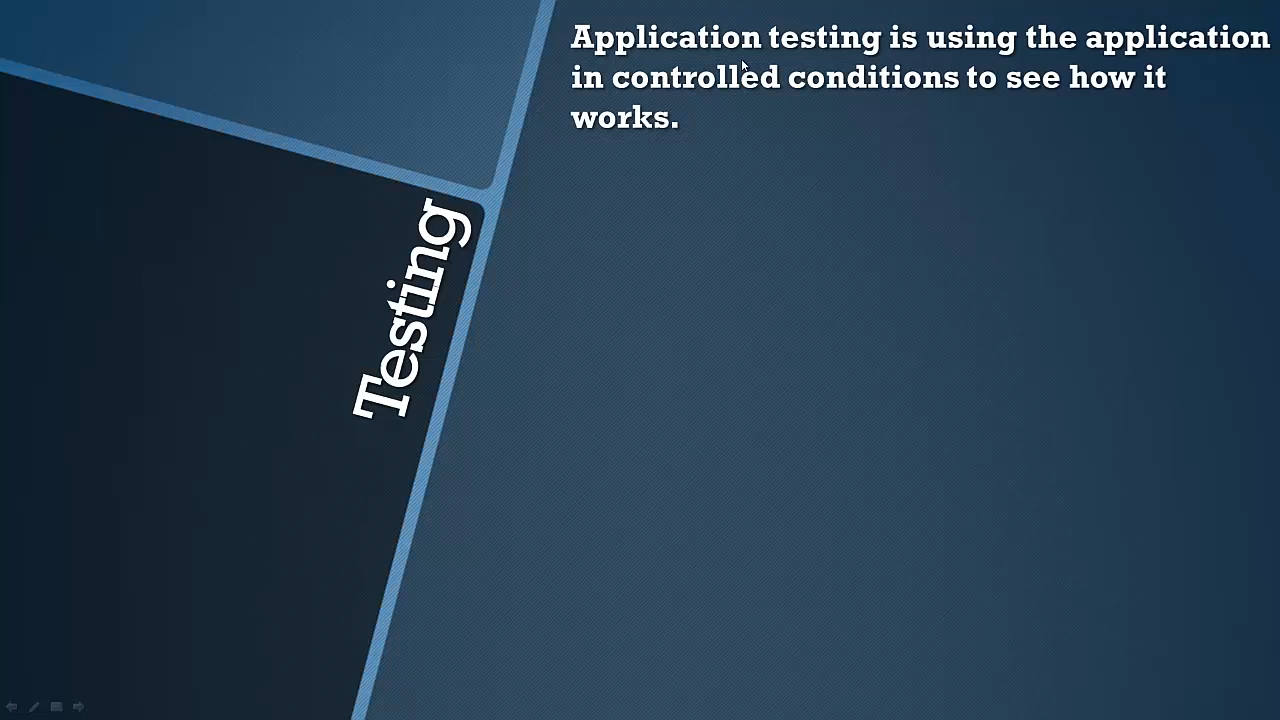 Application testing is using the application
in controlled conditions to see how it
works.
Testing